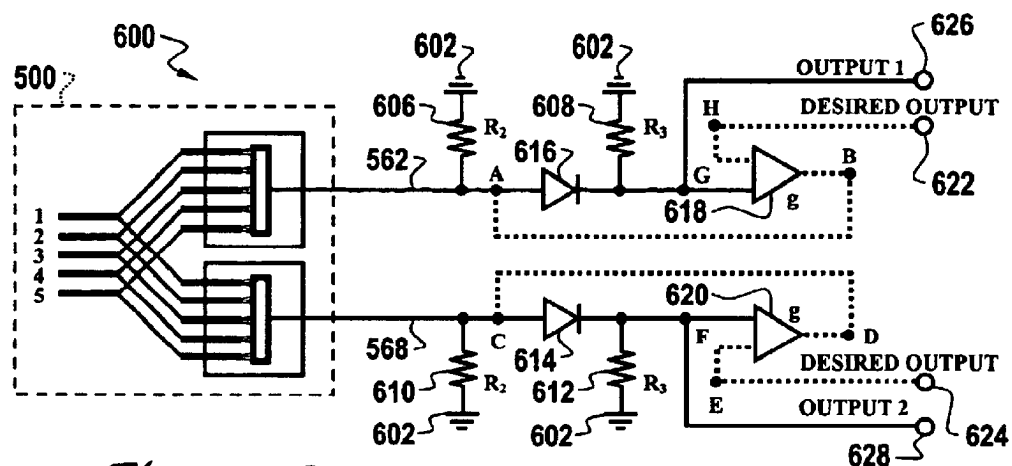 600
500
602
602
626
OUTPUT 1
DESIRED OUTPUT
606
R2
608
R3
H
562
A
616
G
B
618
g
622
1
2
3
4
5
620
g
568
C
614
F
D
610
R2
612
R3
E
DESIRED OUTPUT
OUTPUT 2
602
602
624
628